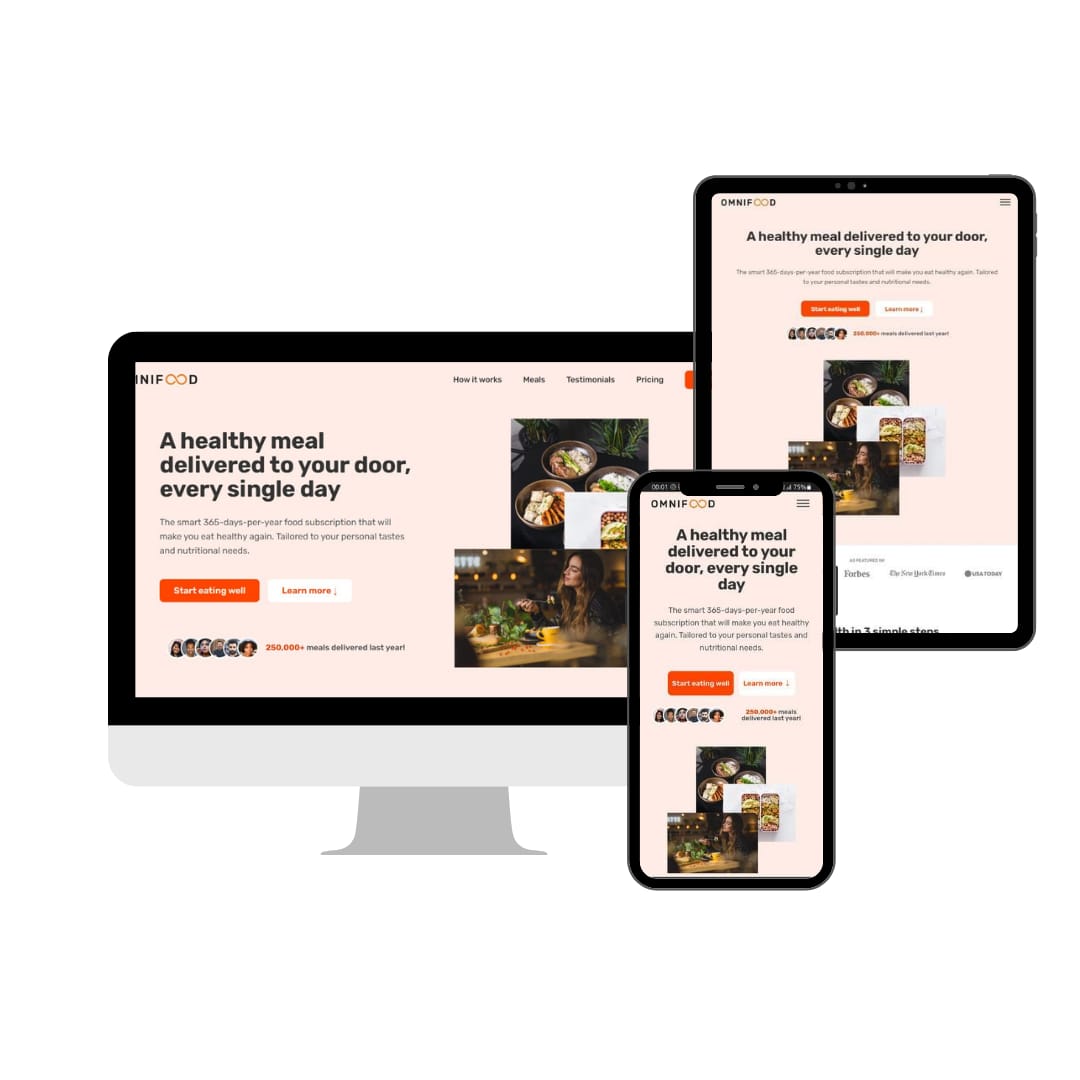 INIFOOD
How it works Meals Testimonials Pricing
A healthy meal
delivered to your door,
every single day
The smart 365-days-per-year food subscription that will
make you eat healthy again. Tailored to your personal tastes
and nutritional needs.
Start eating well Learn more ↓
250,000+ meals delivered last year!
OMNIFOOD
A healthy meal delivered to your door,
every single day
The smart 365-days-per-year food subscription that will make you eat healthy again. Tailored
to your personal tastes and nutritional needs.
Start eating well Learn more ↓
250,000+ meals delivered last year!
AS FEATURED IN
Forbes The New York Times USA TODAY
in 3 simple steps
00:01 75%
OMNIFOOD
A healthy meal
delivered to your
door, every single
day
The smart 365-days-per-year food
subscription that will make you eat healthy
again. Tailored to your personal tastes and
nutritional needs.
Start eating well Learn more ↓
250,000+ meals
delivered last year!